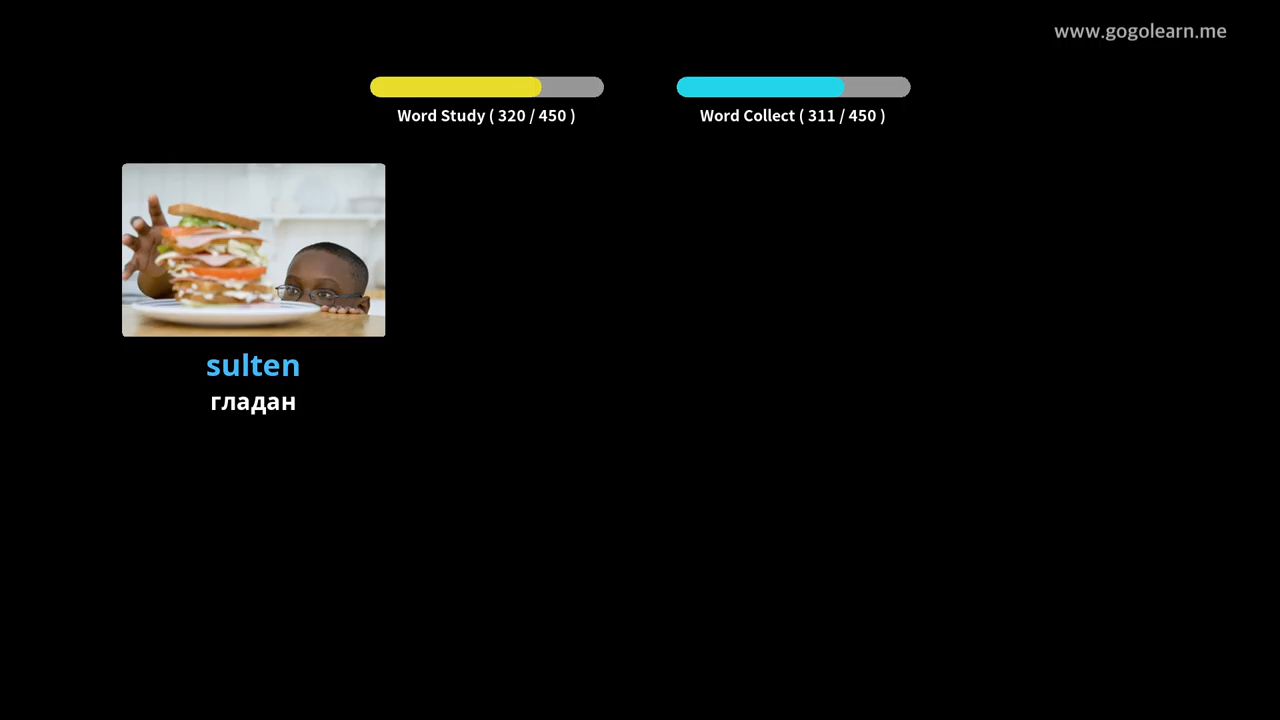 www.gogolearn.me
Word Study ( 320 / 450 )
Word Collect ( 311 / 450 )
sulten
гладан